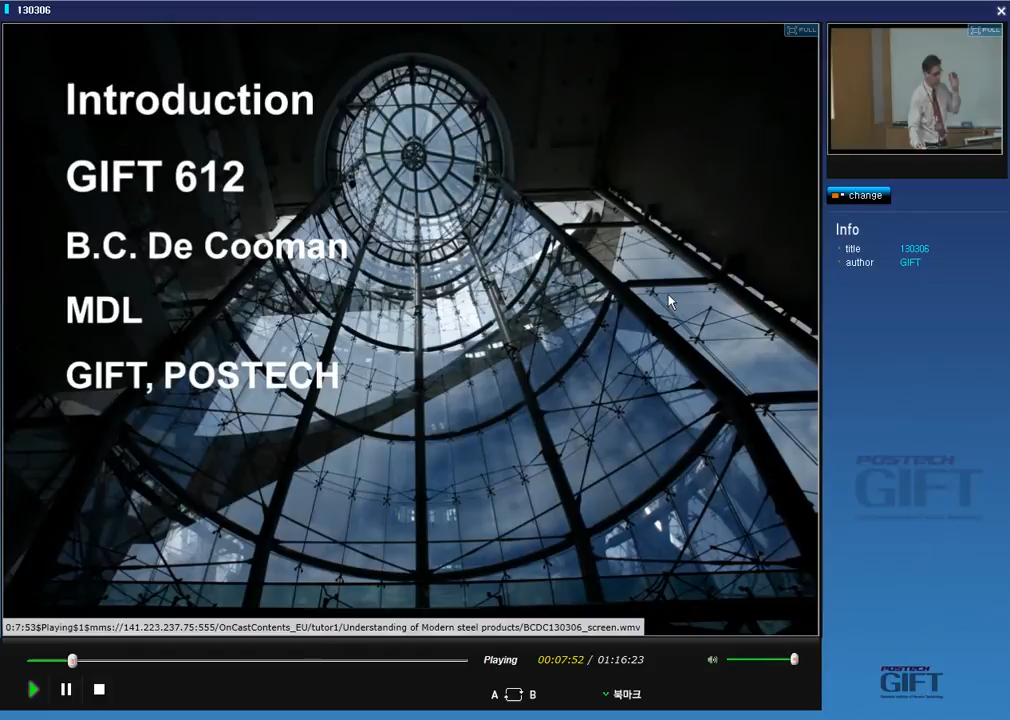 130306
FULL
Introduction
GIFT 612
B.C. De Cooman
MDL
GIFT, POSTECH
FULL
change
Info
title 130306
author GIFT
POSTECH
GIFT
0:7:53$Playing$1$mms://141.223.237.75:555/OnCastContents_EU/tutor1/Understanding of Modern steel products/BCDC130306_screen.wmv
Playing 00:07:52 / 01:16:23
A B 북마크
POSTECH
GIFT